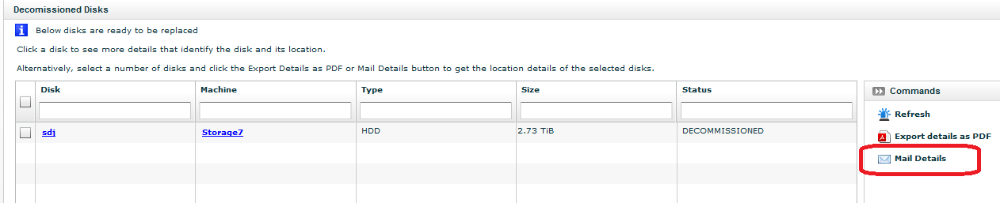 Decomissioned Disks
Below disks are ready to be replaced
Click a disk to see more details that identify the disk and its location.
Alternatively, select a number of disks and click the Export Details as PDF or Mail Details button to get the location details of the selected disks.
Disk Machine Type Size Status
sdj Storage7 HDD 2.73 TiB DECOMMISSIONED
Commands
Refresh
Export details as PDF
Mail Details